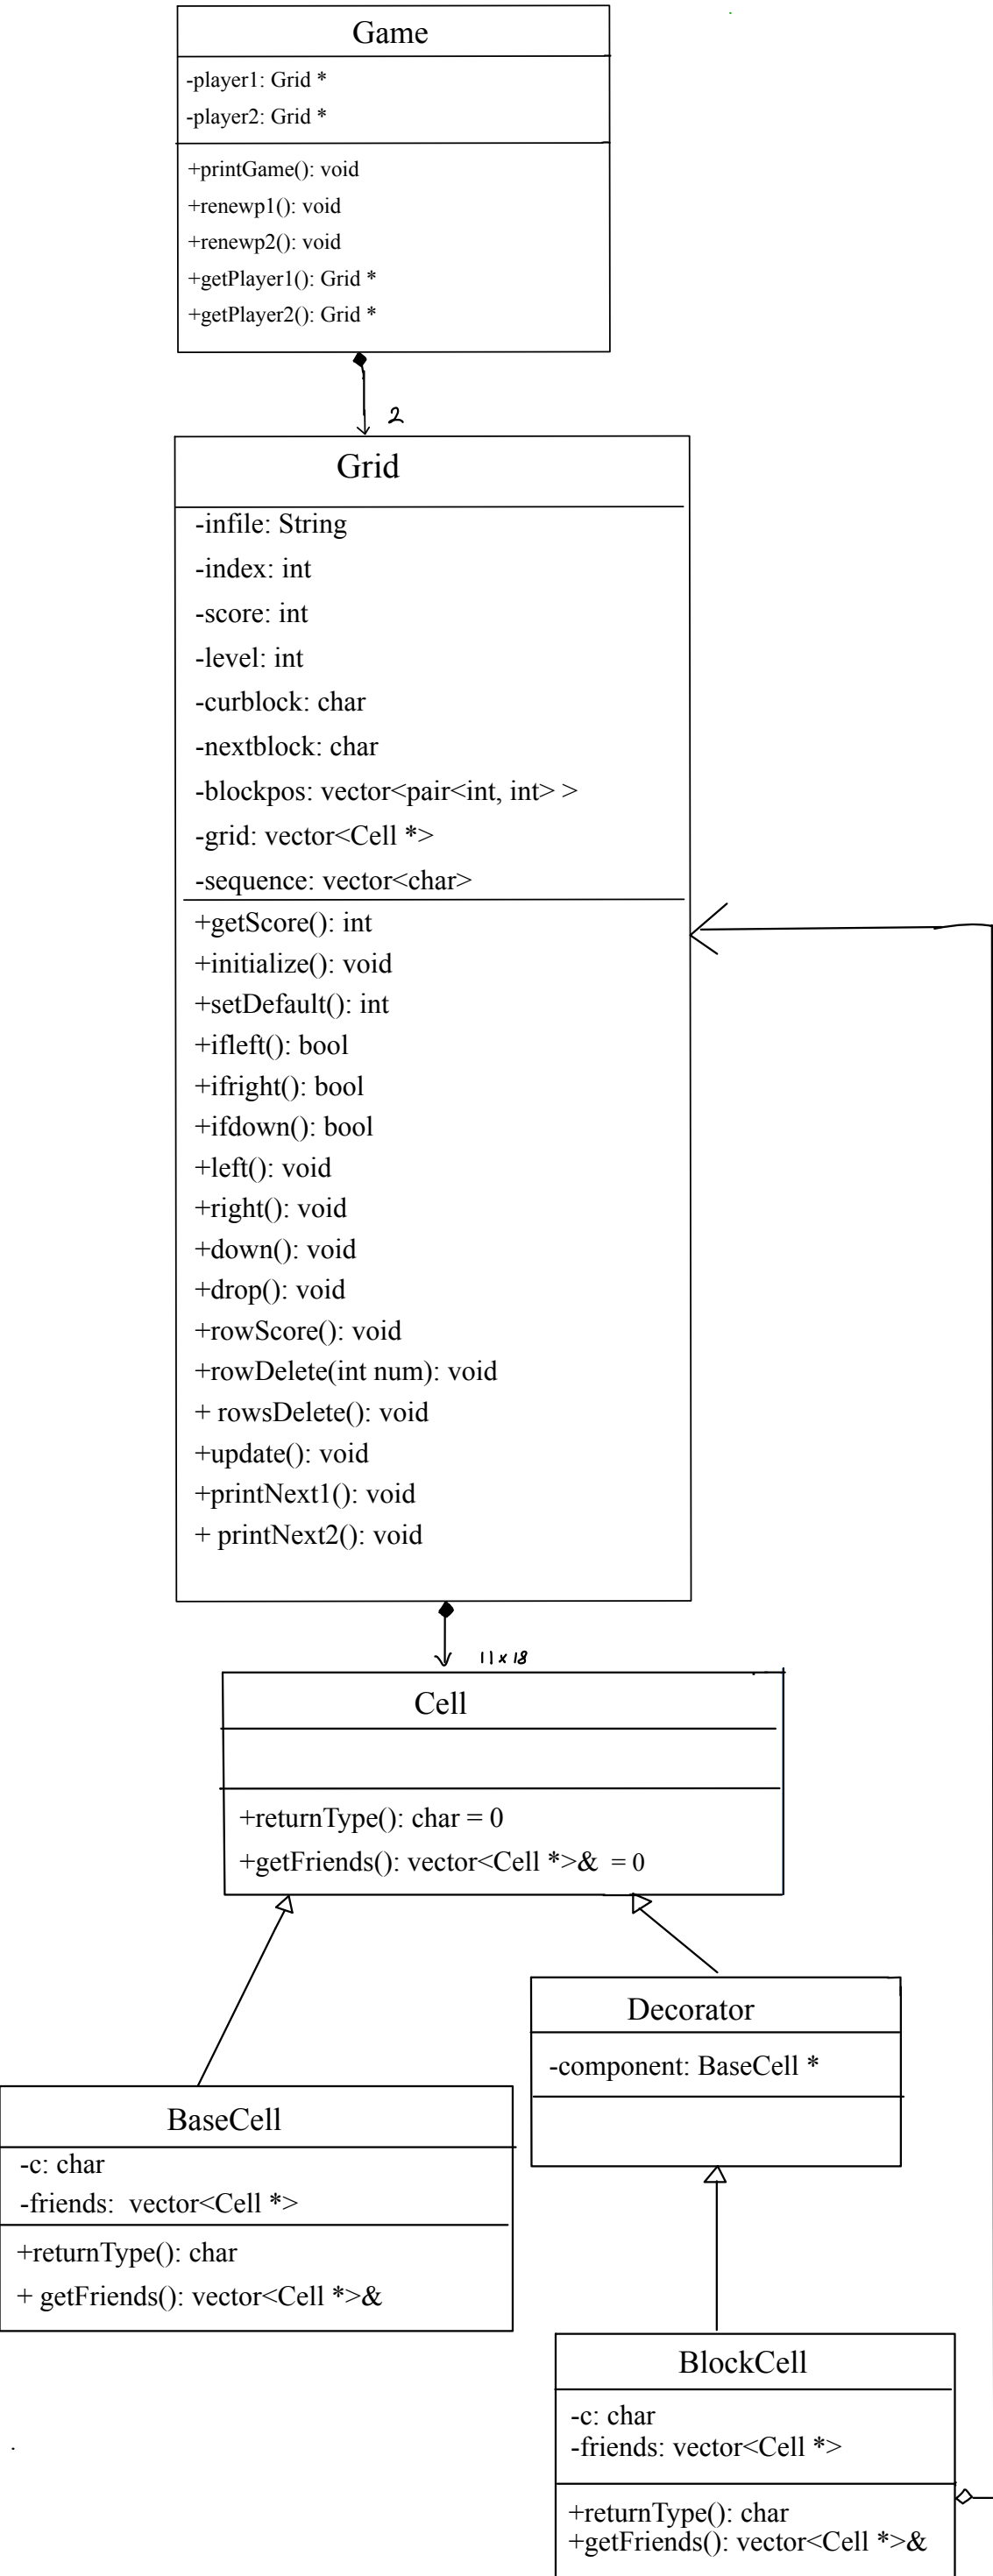 Game
-player1: Grid *
-player2: Grid *
+printGame(): void
+renewp1(): void
+renewp2(): void
+getPlayer1(): Grid *
+getPlayer2(): Grid *
2
Grid
-infile: String
-index: int
-score: int
-level: int
-curblock: char
-nextblock: char
-blockpos: vector<pair<int, int> >
-grid: vector<Cell *>
-sequence: vector<char>
+getScore(): int
+initialize(): void
+setDefault(): int
+ifleft(): bool
+ifright(): bool
+ifdown(): bool
+left(): void
+right(): void
+down(): void
+drop(): void
+rowScore(): void
+rowDelete(int num): void
+ rowsDelete(): void
+update(): void
+printNext1(): void
+ printNext2(): void
11 x 18
Cell
+returnType(): char = 0
+getFriends(): vector<Cell *>& = 0
Decorator
-component: BaseCell *
BaseCell
-c: char
-friends: vector<Cell *>
+returnType(): char
+ getFriends(): vector<Cell *>&
BlockCell
-c: char
-friends: vector<Cell *>
+returnType(): char
+getFriends(): vector<Cell *>&